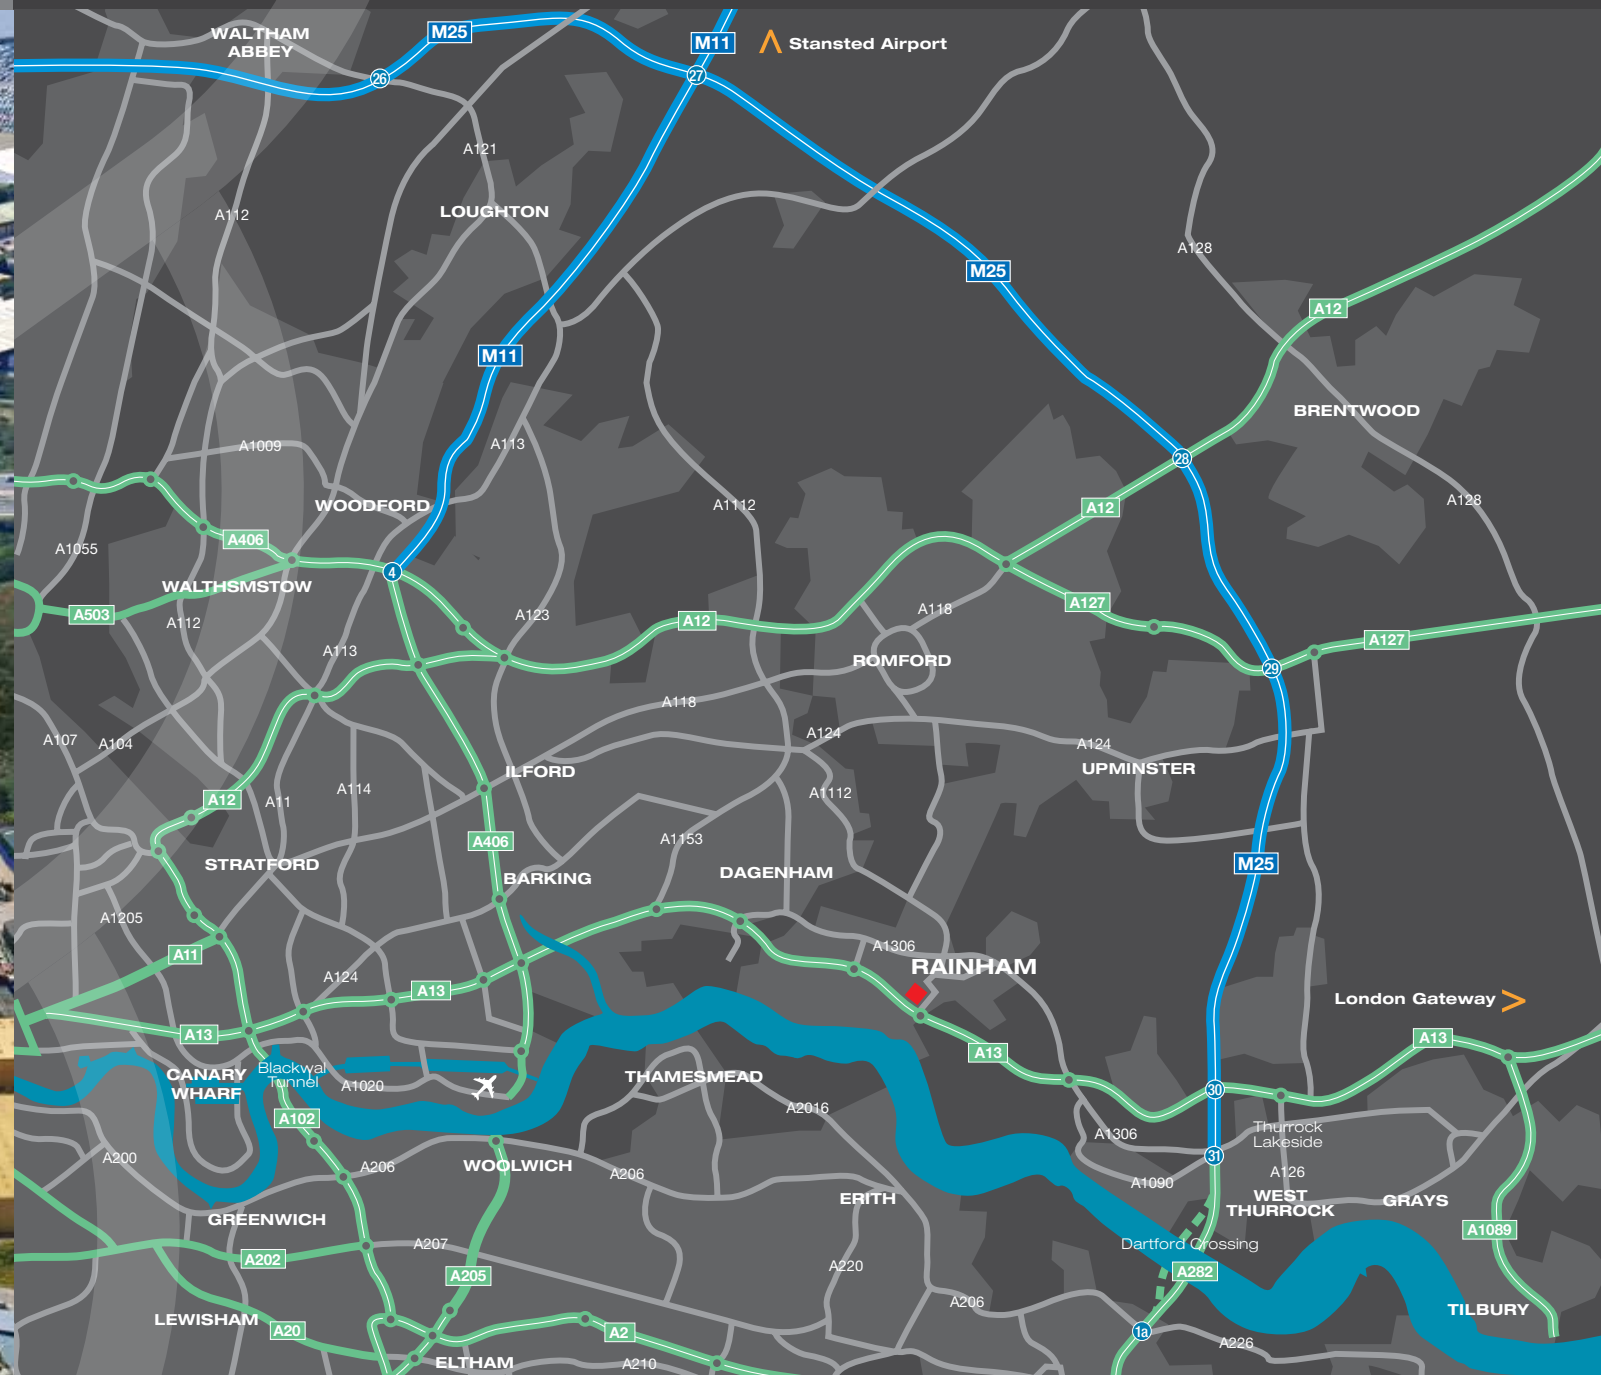 WALTHAM
ABBEY
M25
M11
Stansted Airport
26
27
A121
A112
LOUGHTON
A128
M25
A12
M11
BRENTWOOD
A113
A1009
28
WOODFORD
A1112
A12
A128
A406
A1055
4
WALTHSMSTOW
A503
A112
A123
A12
A118
A127
A127
A113
ROMFORD
29
A118
A107
A104
A124
A124
ILFORD
UPMINSTER
A12
A11
A114
A1112
A406
A1153
STRATFORD
BARKING
DAGENHAM
M25
A1205
A11
A1306
A124
RAINHAM
A13
London Gateway
A13
A13
A13
Blackwal
Tunnel
CANARY
WHARF
A1020
THAMESMEAD
30
A102
A2016
A1306
Thurrock
Lakeside
A200
A206
WOOLWICH
A206
31
A126
A1090
ERITH
WEST
THURROCK
GRAYS
GREENWICH
A1089
A207
Dartford Crossing
A202
A205
A220
A282
A206
LEWISHAM
TILBURY
A20
A2
1a
A226
ELTHAM
A210